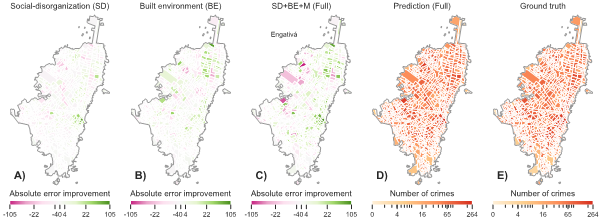 Social-disorganization (SD)
Built environment (BE)
SD+BE+M (Full)
Prediction (Full)
Ground truth
Engativá
A)
B)
C)
D)
E)
Absolute error improvement
Absolute error improvement
Absolute error improvement
Number of crimes
Number of crimes
-105 -22 -4 0 4 22 105
-105 -22 -4 0 4 22 105
-105 -22 -4 0 4 22 105
0 4 16 65 264
0 4 16 65 264